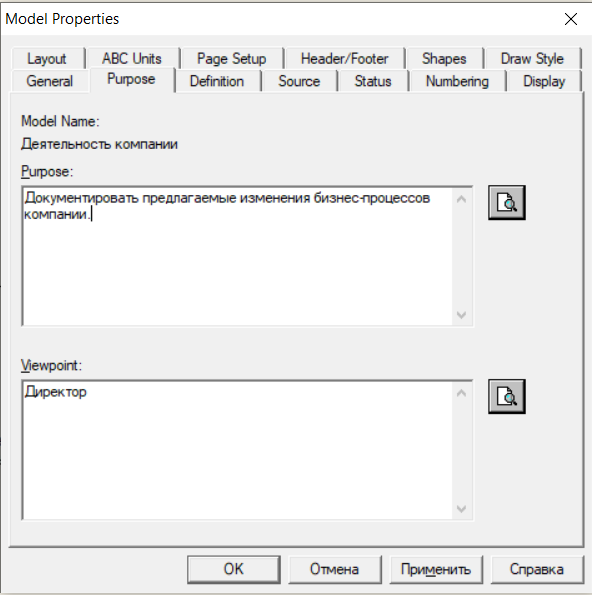 Model Properties
Layout ABC Units Page Setup Header/Footer Shapes Draw Style
General Purpose Definition Source Status Numbering Display
Model Name:
Деятельность компании
Purpose:
Документировать предлагаемые изменения бизнес-процессов
компании.
Viewpoint:
Директор
OK Отмена Применить Справка